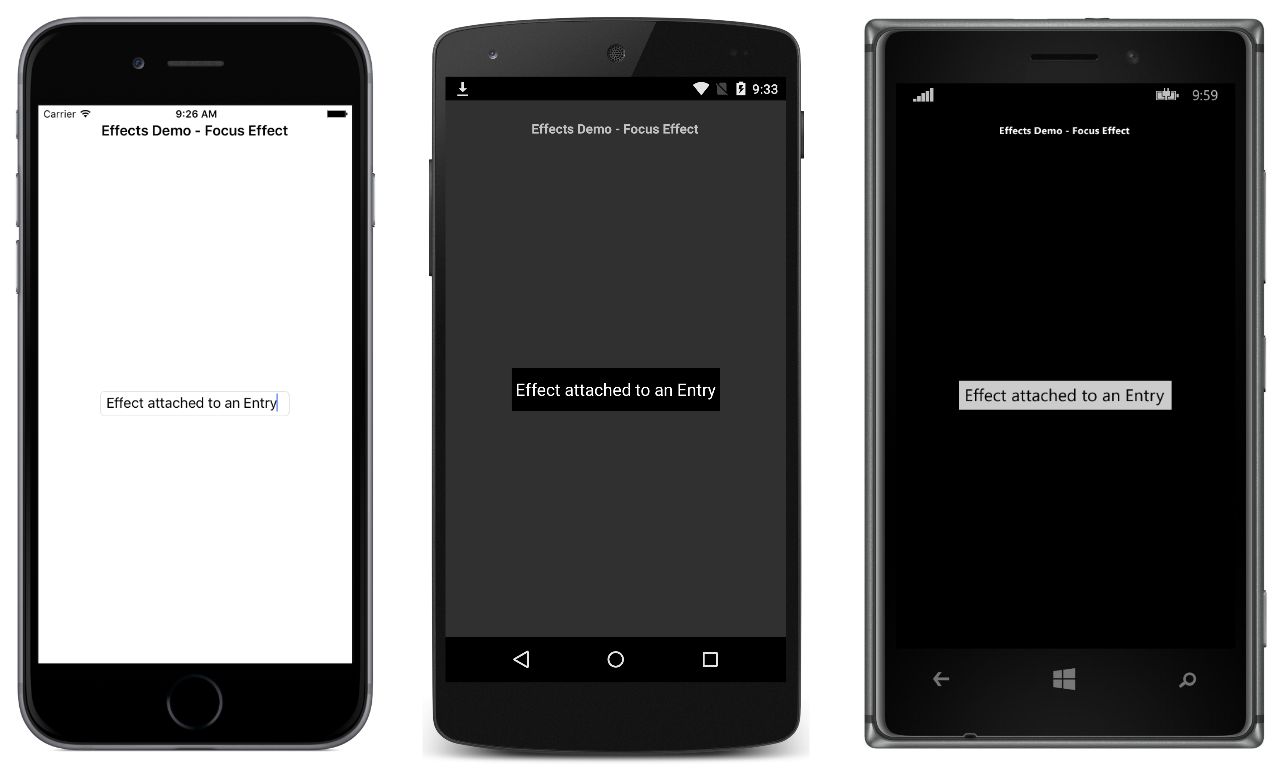 Carrier 9:26 AM
Effects Demo - Focus Effect
Effect attached to an Entry
9:33
Effects Demo - Focus Effect
Effect attached to an Entry
9:59
Effects Demo - Focus Effect
Effect attached to an Entry